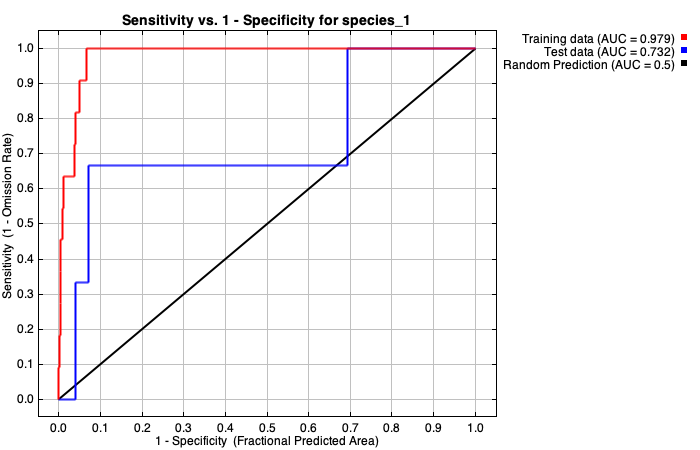 Sensitivity vs. 1 - Specificity for species_1
Training data (AUC = 0.979)
Test data (AUC = 0.732)
Random Prediction (AUC = 0.5)
Sensitivity (1 - Omission Rate)
1.0
0.9
0.8
0.7
0.6
0.5
0.4
0.3
0.2
0.1
0.0
0.0 0.1 0.2 0.3 0.4 0.5 0.6 0.7 0.8 0.9 1.0
1 - Specificity (Fractional Predicted Area)